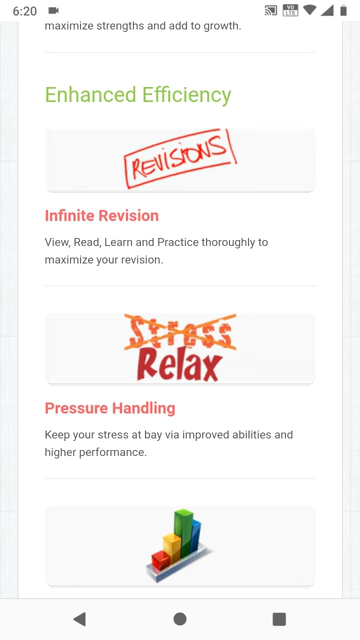 6:20
VO
LTE
maximize strengths and add to growth.
Enhanced Efficiency
REVISIONS
Infinite Revision
View, Read, Learn and Practice thoroughly to
maximize your revision.
Stress
Relax
Pressure Handling
Keep your stress at bay via improved abilities and
higher performance.